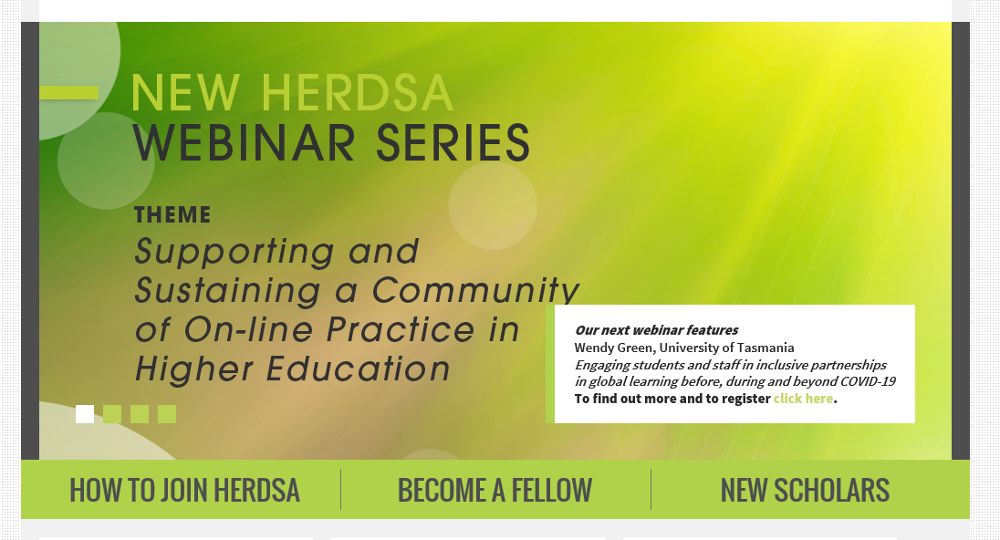 NEW HERDSA
WEBINAR SERIES
THEME
Supporting and
Sustaining a Community
of On-line Practice in
Higher Education
Our next webinar features
Wendy Green, University of Tasmania
Engaging students and staff in inclusive partnerships
in global learning before, during and beyond COVID-19
To find out more and to register click here.
HOW TO JOIN HERDSA
BECOME A FELLOW
NEW SCHOLARS